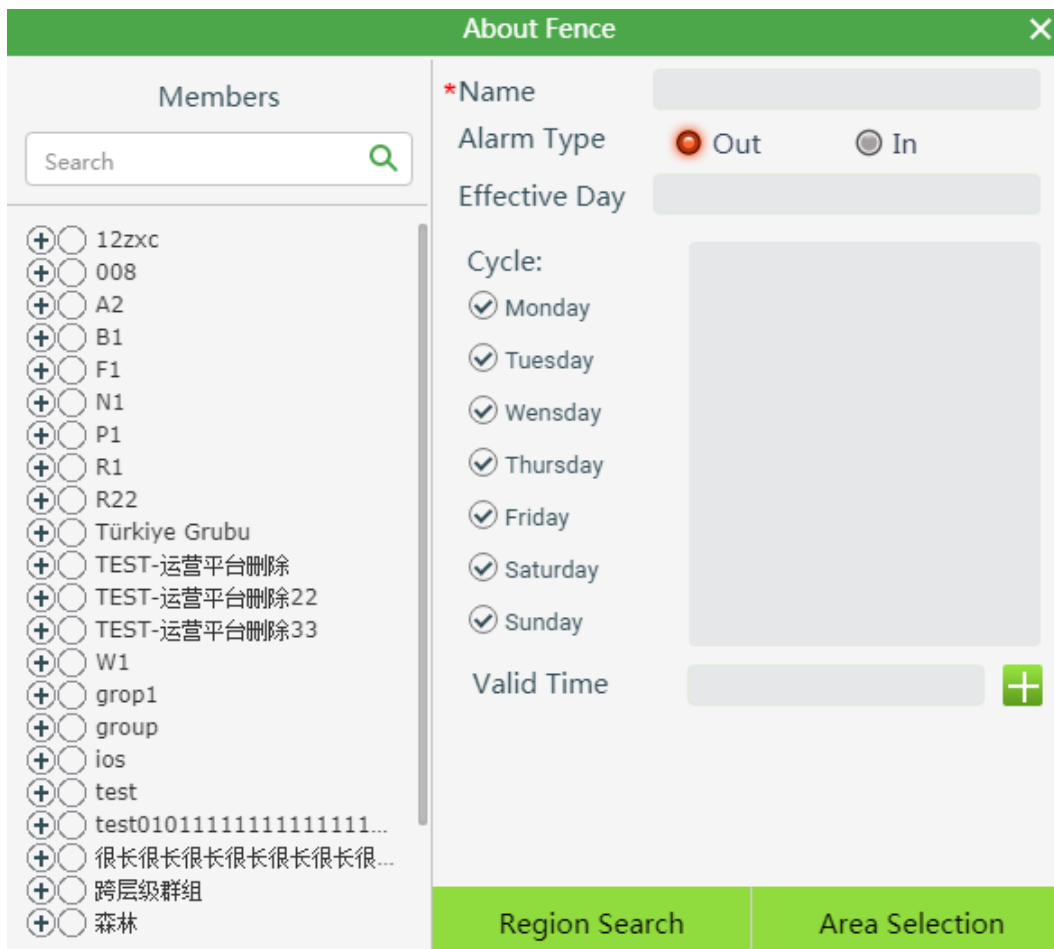 About Fence
Members
Search
12zxc
008
A2
B1
F1
N1
P1
R1
R22
Türkiye Grubu
TEST-运营平台删除
TEST-运营平台删除22
TEST-运营平台删除33
W1
grop1
group
ios
test
test01011111111111111...
很长很长很长很长很长很长很...
跨层级群组
森林
*Name
Alarm Type Out In
Effective Day
Cycle:
Monday
Tuesday
Wensday
Thursday
Friday
Saturday
Sunday
Valid Time
Region Search Area Selection